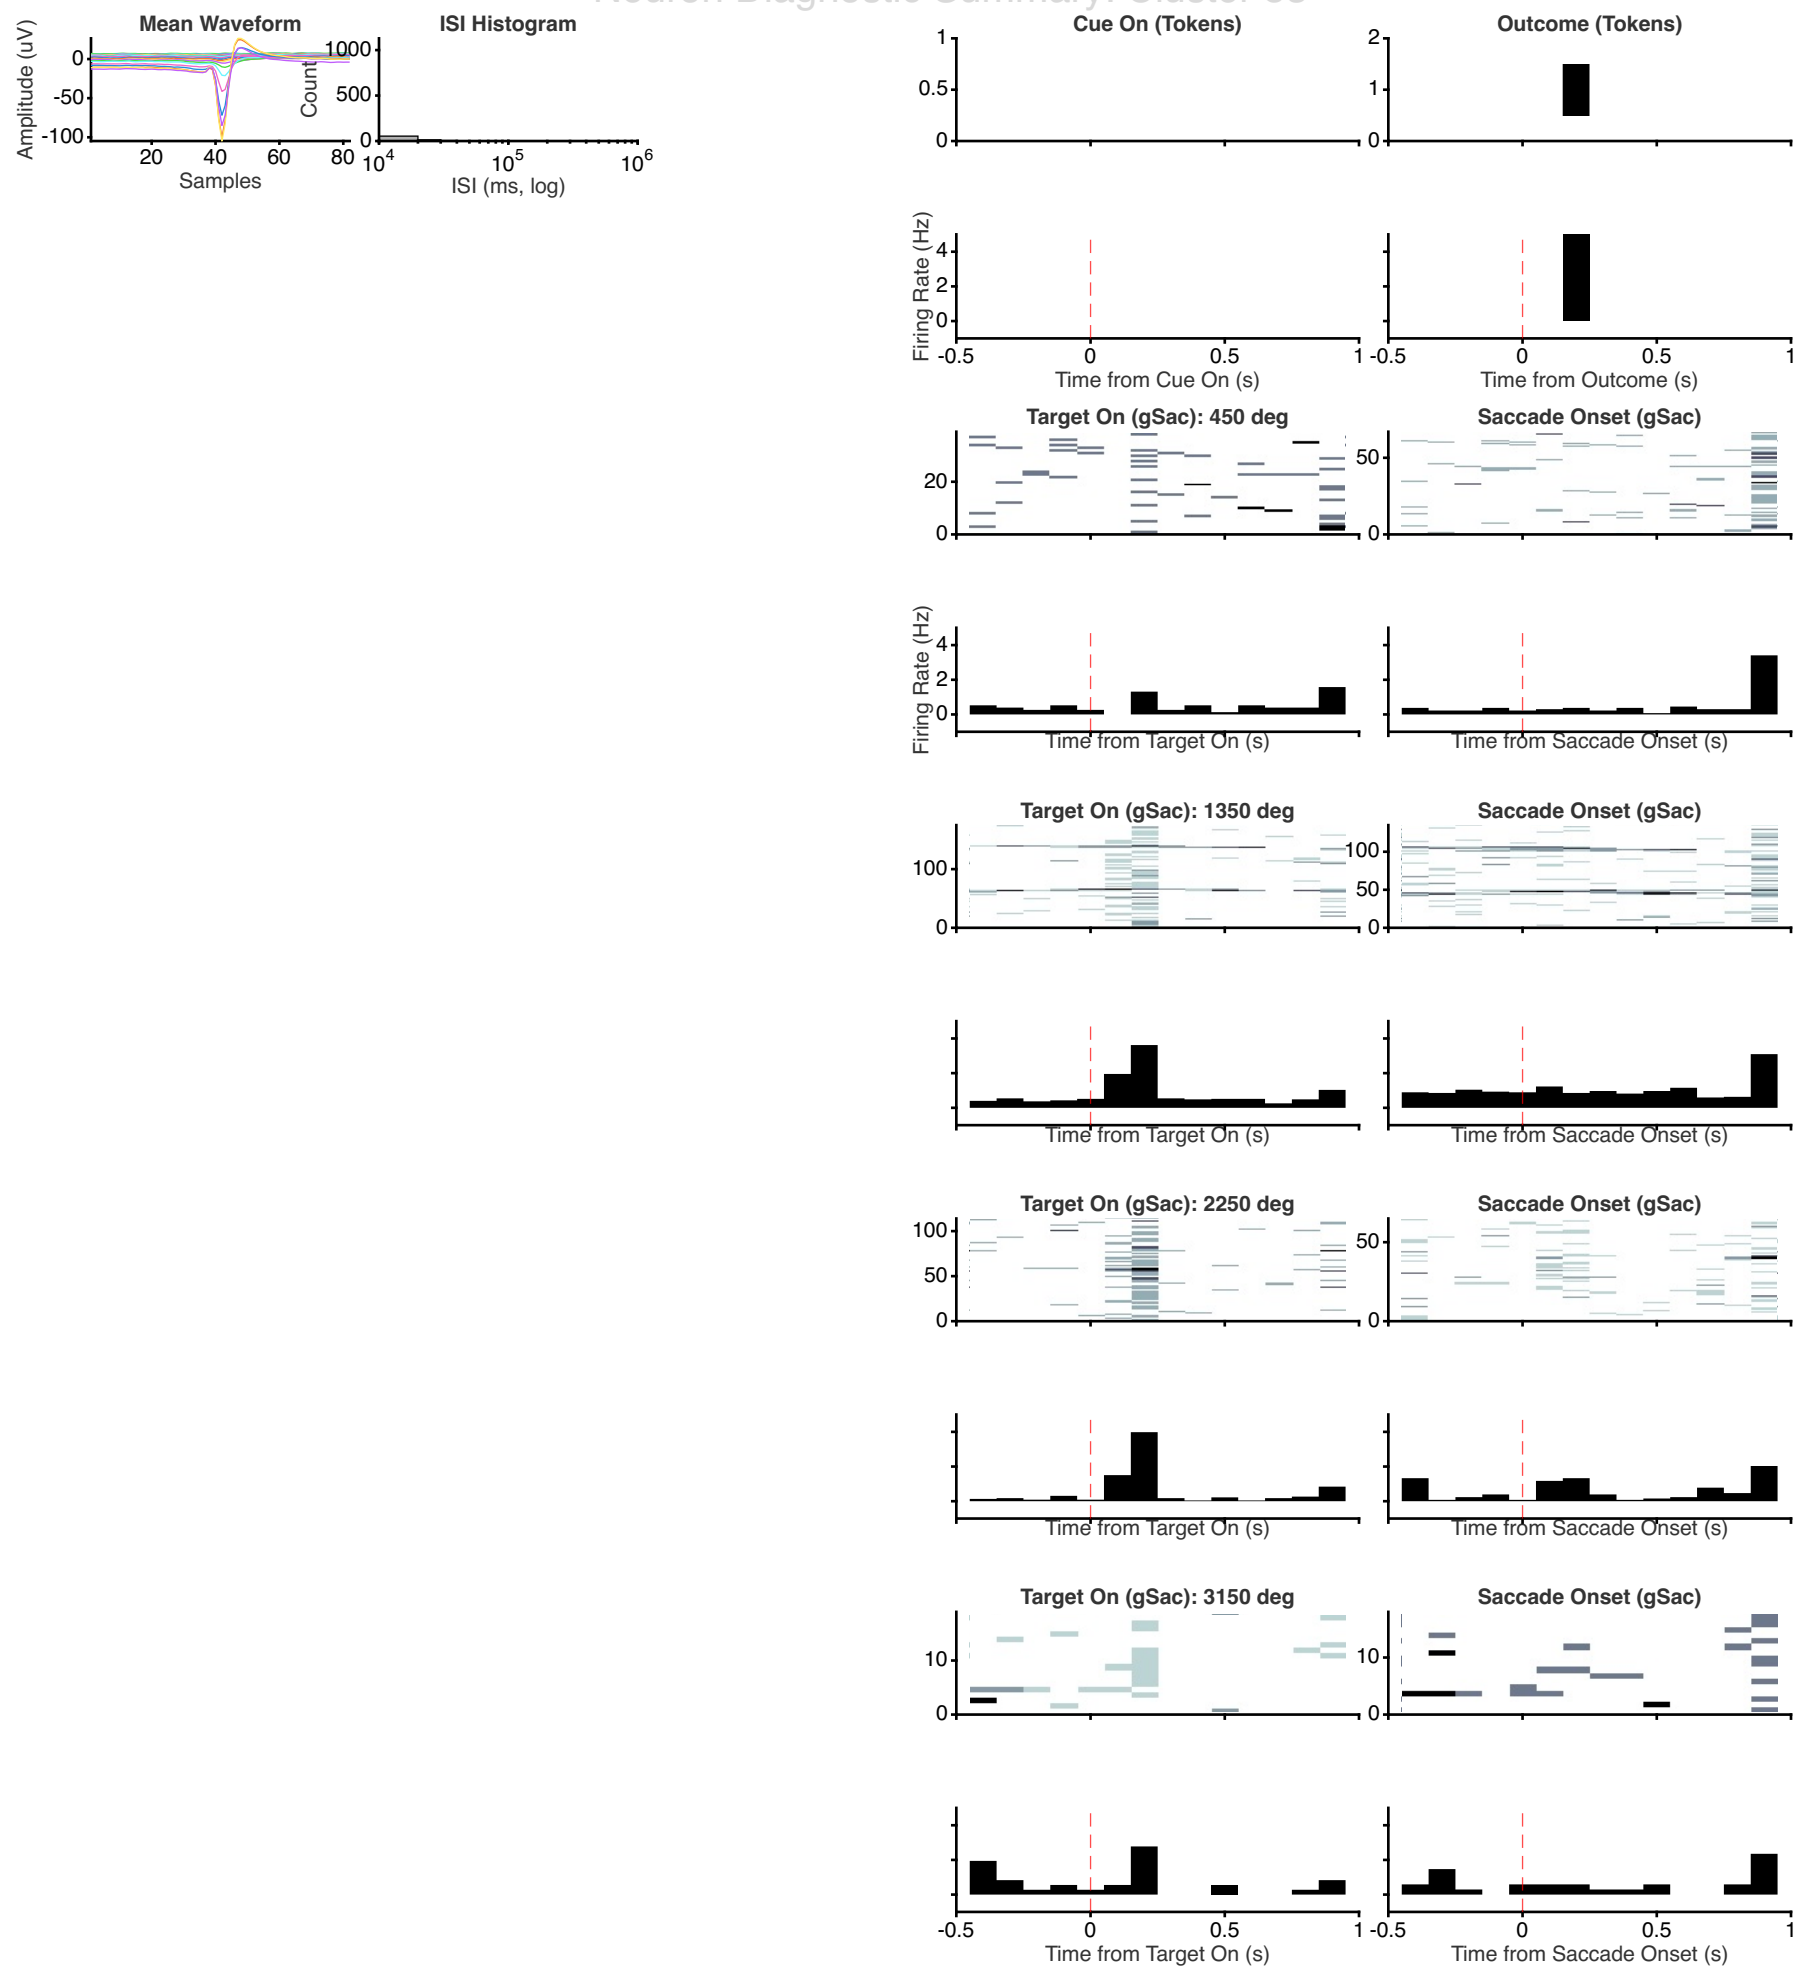 Neuron Diagnostic Summary: Cluster
Mean Waveform
Amplitude (uV)
0
-50
-100
20 40 60 80
Samples
ISI Histogram
Count
1000
500
0
10^4 10^5 10^6
ISI (ms, log)
Cue On (Tokens)
1
0.5
0
Outcome (Tokens)
2
1
0
Firing Rate (Hz)
4
2
0
-0.5 0 0.5 1
Time from Cue On (s)
-0.5 0 0.5 1
Time from Outcome (s)
Target On (gSac): 450 deg
20
0
Saccade Onset (gSac)
50
0
Firing Rate (Hz)
4
2
0
Time from Target On (s)
Time from Saccade Onset (s)
Target On (gSac): 1350 deg
100
0
Saccade Onset (gSac)
100
50
0
Time from Target On (s)
Time from Saccade Onset (s)
Target On (gSac): 2250 deg
100
50
0
Saccade Onset (gSac)
50
0
Time from Target On (s)
Time from Saccade Onset (s)
Target On (gSac): 3150 deg
10
0
Saccade Onset (gSac)
10
0
-0.5 0 0.5 1
Time from Target On (s)
-0.5 0 0.5 1
Time from Saccade Onset (s)